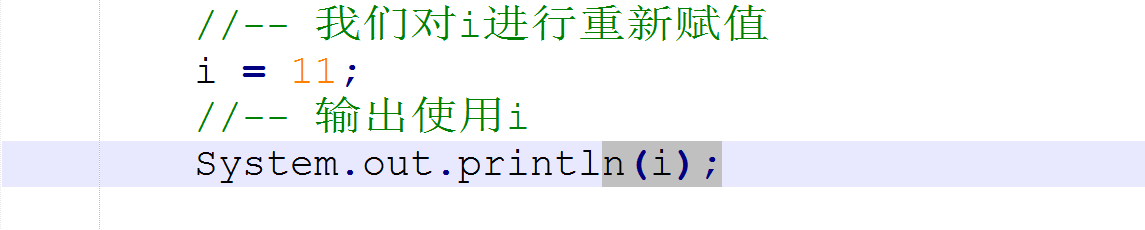 //-- 我们对i进行重新赋值
i = 11;
//-- 输出使用i
System.out.println(i);